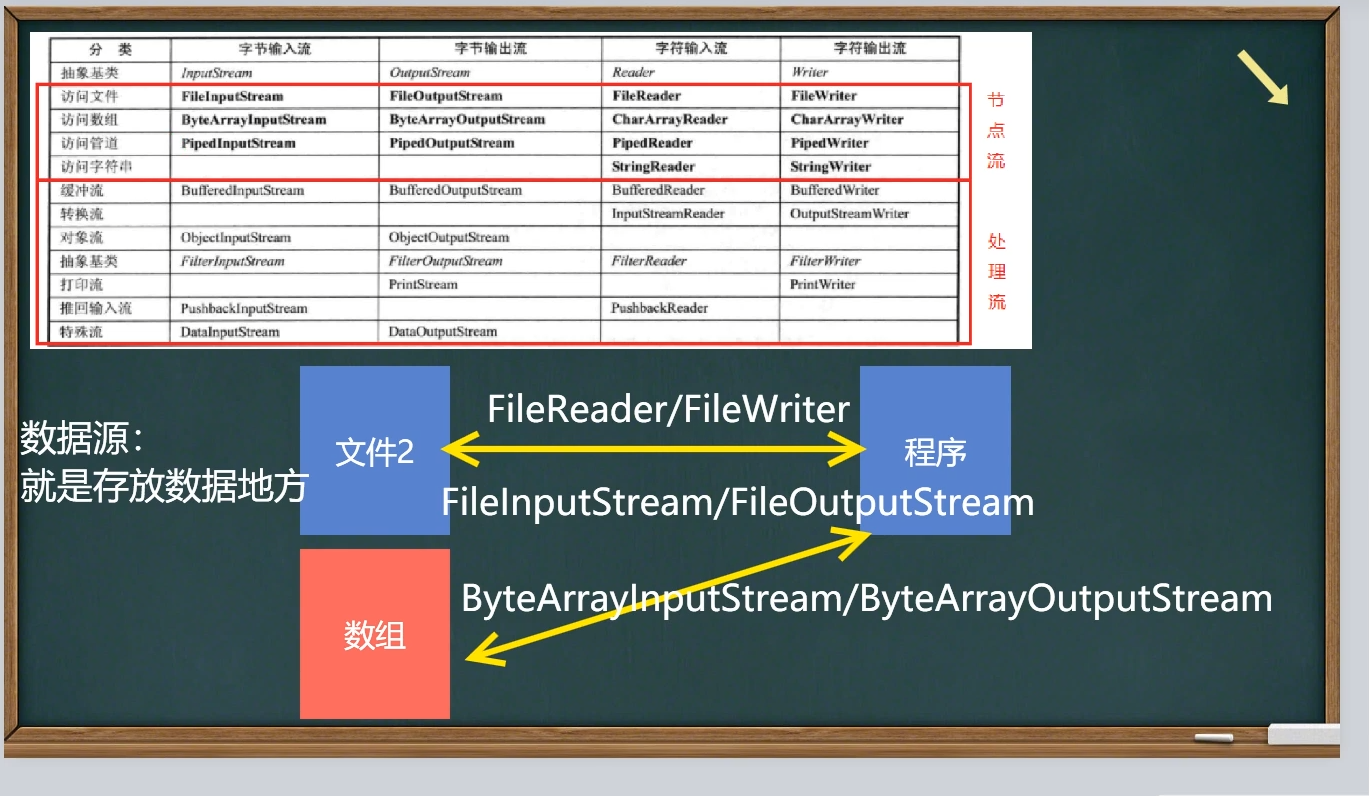 分 类 字节输入流 字节输出流 字符输入流 字符输出流
抽象基类 InputStream OutputStream Reader Writer
访问文件 FileInputStream FileOutputStream FileReader FileWriter
访问数组 ByteArrayInputStream ByteArrayOutputStream CharArrayReader CharArrayWriter
访问管道 PipedInputStream PipedOutputStream PipedReader PipedWriter
访问字符串 StringReader StringWriter
缓冲流 BufferedInputStream BufferedOutputStream BufferedReader BufferedWriter
转换流 InputStreamReader OutputStreamWriter
对象流 ObjectInputStream ObjectOutputStream
抽象基类 FilterInputStream FilterOutputStream FilterReader FilterWriter
打印流 PrintStream PrintWriter
推回输入流 PushbackInputStream PushbackReader
特殊流 DataInputStream DataOutputStream
节点流
处理流
数据源：
就是存放数据地方
文件2
FileReader/FileWriter
程序
FileInputStream/FileOutputStream
数组
ByteArrayInputStream/ByteArrayOutputStream